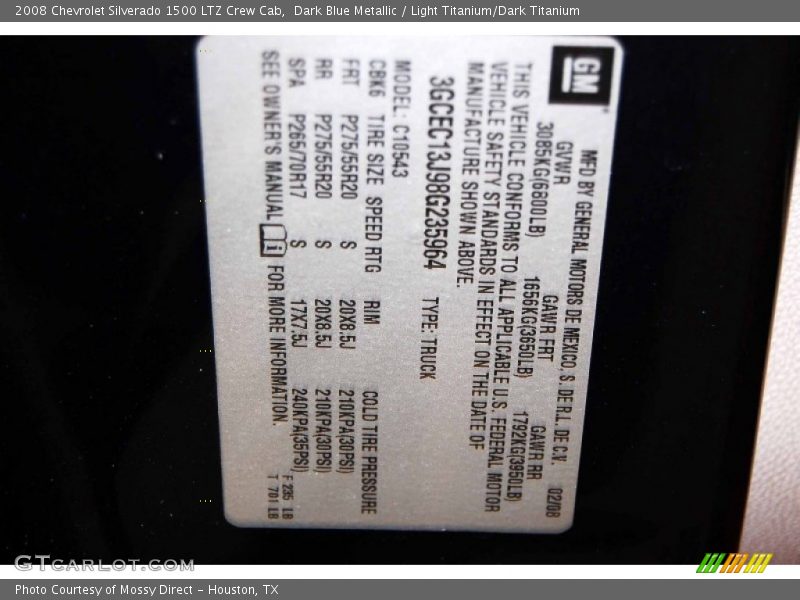 2008 Chevrolet Silverado 1500 LTZ Crew Cab,  Dark Blue Metallic / Light Titanium/Dark Titanium
GM
MFD BY GENERAL MOTORS DE MEXICO, S. DE R.L. DE C.V. 02/08
GVWR GAWR FRT GAWR RR
3085KG(6800LB) 1656KG(3650LB) 1792KG(3950LB)
THIS VEHICLE CONFORMS TO ALL APPLICABLE U.S. FEDERAL MOTOR
VEHICLE SAFETY STANDARDS IN EFFECT ON THE DATE OF
MANUFACTURE SHOWN ABOVE.
3GCEC13J98G235964 TYPE: TRUCK
MODEL: C10543
CBK6 TIRE SIZE SPEED RTG RIM COLD TIRE PRESSURE
FRT P275/55R20 S 20X8.5J 210KPA(30PSI)
RR P275/55R20 S 20X8.5J 210KPA(30PSI)
SPA P265/70R17 S 17X7.5J 240KPA(35PSI)
SEE OWNER'S MANUAL i FOR MORE INFORMATION.
F 235 LB
T 701 LB
GTCARLOT.COM
Photo Courtesy of Mossy Direct – Houston, TX